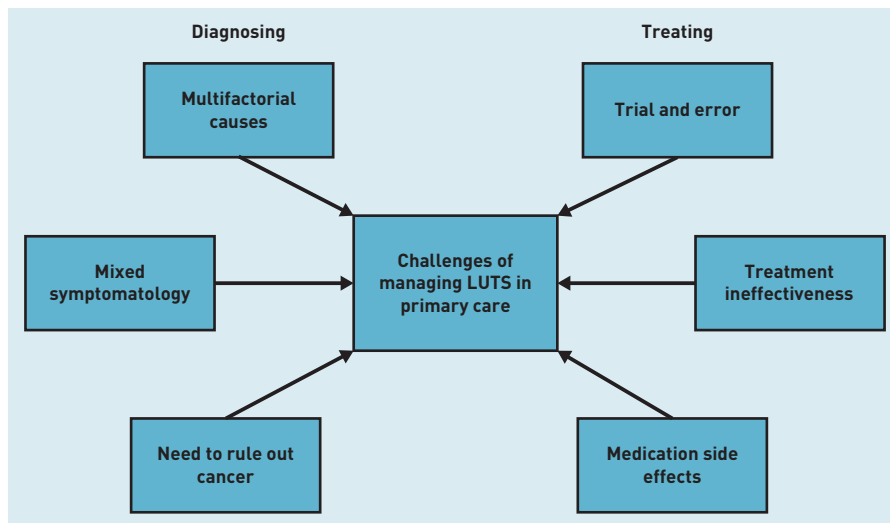 Diagnosing
Treating
Multifactorial
causes
Trial and error
Mixed
symptomatology
Challenges of
managing LUTS in
primary care
Treatment
ineffectiveness
Need to rule out
cancer
Medication side
effects